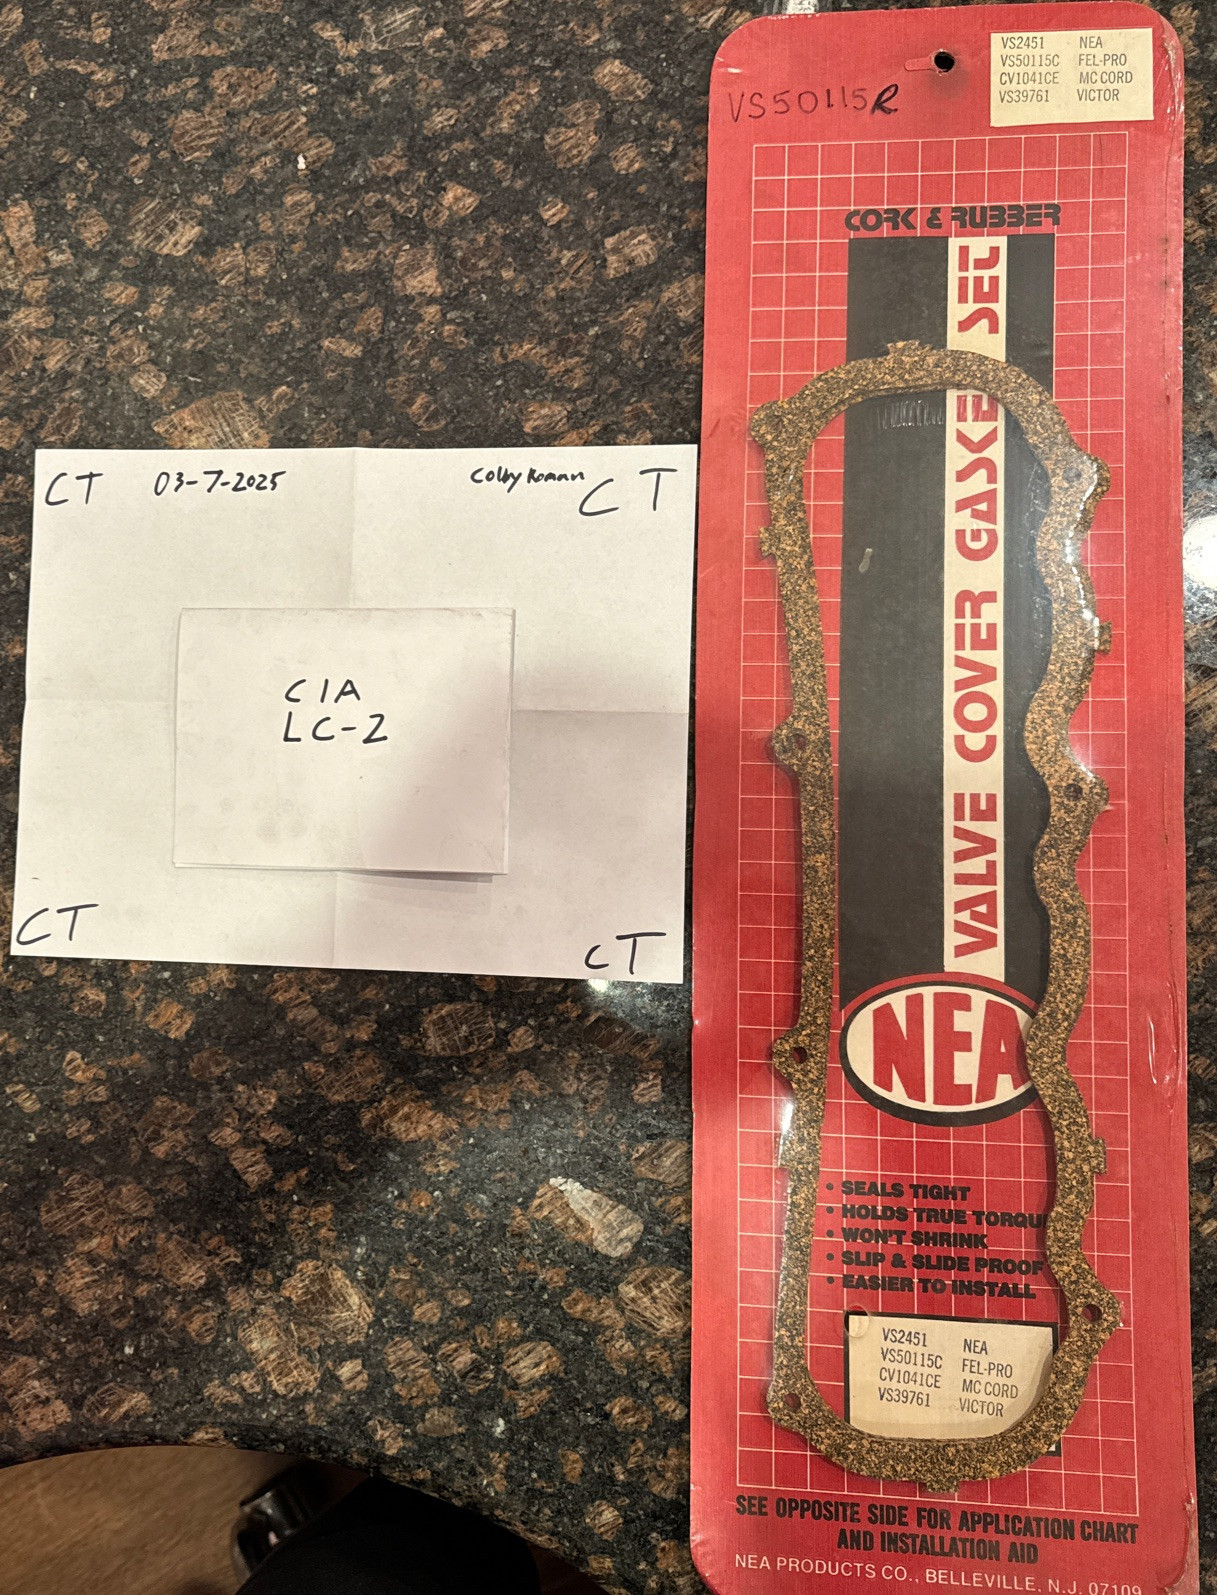 CT 03-7-2025 Colby Roman CT
CIA
LC-2
CT CT
VS50115R
VS2451 NEA
VS50115C FEL-PRO
CV1041CE MC CORD
VS39761 VICTOR
CORK & RUBBER
VALVE COVER GASKET SET
NEA
• SEALS TIGHT
• HOLDS TRUE TORQU
• WON'T SHRINK
• SLIP & SLIDE PROOF
• EASIER TO INSTALL
VS2451 NEA
VS50115C FEL-PRO
CV1041CE MC CORD
VS39761 VICTOR
SEE OPPOSITE SIDE FOR APPLICATION CHART
AND INSTALLATION AID
NEA PRODUCTS CO., BELLEVILLE, N.J. 07109